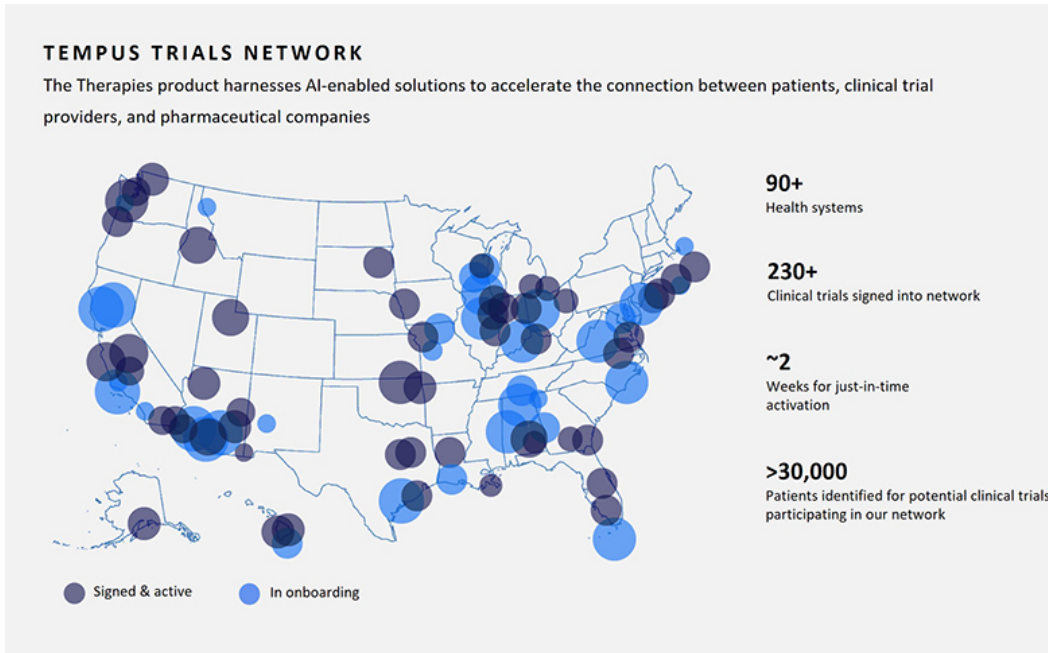 TEMPUS TRIALS NETWORK
The Therapies product harnesses AI-enabled solutions to accelerate the connection between patients, clinical trial
providers, and pharmaceutical companies
90+
Health systems
230+
Clinical trials signed into network
~2
Weeks for just-in-time
activation
>30,000
Patients identified for potential clinical trials
participating in our network
Signed & active
In onboarding